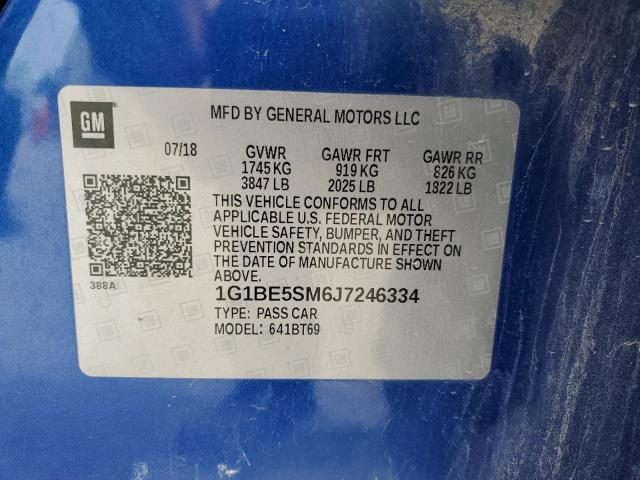 GM
MFD BY GENERAL MOTORS LLC
07/18 GVWR GAWR FRT GAWR RR
1745 KG 919 KG 826 KG
3847 LB 2025 LB 1822 LB
THIS VEHICLE CONFORMS TO ALL
APPLICABLE U.S. FEDERAL MOTOR
VEHICLE SAFETY, BUMPER, AND THEFT
PREVENTION STANDARDS IN EFFECT ON
THE DATE OF MANUFACTURE SHOWN
ABOVE.
388A
1G1BE5SM6J7246334
TYPE: PASS CAR
MODEL: 641BT69